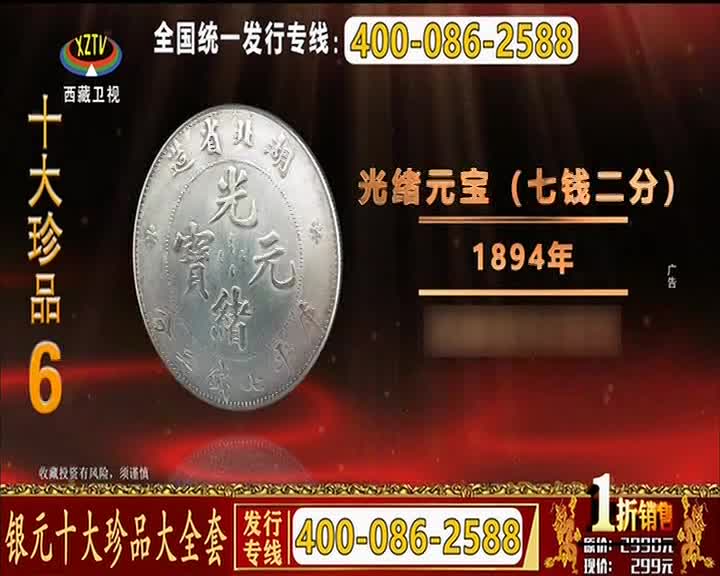 XZTV
西藏卫视
全国统一发行专线:400-086-2588
十大珍品6
湖北省造
光绪元寶
库平七钱二分
光绪元宝（七钱二分）
1894年
广告
收藏投资有风险，须谨慎
银元十大珍品大全套
发行专线
400-086-2588
1折销售
原价：2990元
现价：299元